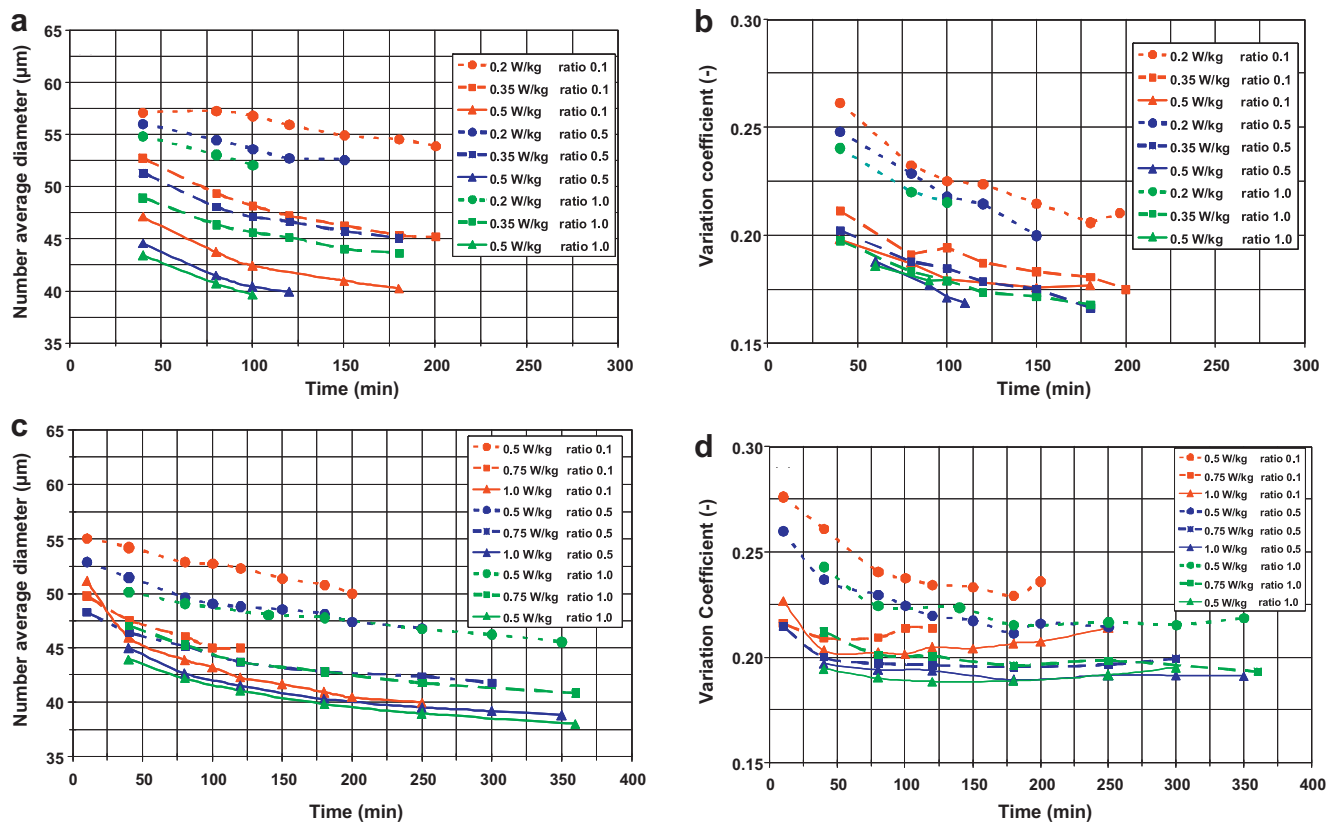 a
65
60
55
50
45
40
35
Number average diameter (µm)
0 50 100 150 200 250 300
Time (min)
0.2 W/kg ratio 0.1
0.35 W/kg ratio 0.1
0.5 W/kg ratio 0.1
0.2 W/kg ratio 0.5
0.35 W/kg ratio 0.5
0.5 W/kg ratio 0.5
0.2 W/kg ratio 1.0
0.35 W/kg ratio 1.0
0.5 W/kg ratio 1.0
b
0.30
0.25
0.20
0.15
Variation coefficient (-)
0 50 100 150 200 250 300
Time (min)
0.2 W/kg ratio 0.1
0.35 W/kg ratio 0.1
0.5 W/kg ratio 0.1
0.2 W/kg ratio 0.5
0.35 W/kg ratio 0.5
0.5 W/kg ratio 0.5
0.2 W/kg ratio 1.0
0.35 W/kg ratio 1.0
0.5 W/kg ratio 1.0
c
65
60
55
50
45
40
35
Number average diameter (µm)
0 50 100 150 200 250 300 350 400
Time (min)
0.5 W/kg ratio 0.1
0.75 W/kg ratio 0.1
1.0 W/kg ratio 0.1
0.5 W/kg ratio 0.5
0.75 W/kg ratio 0.5
1.0 W/kg ratio 0.5
0.5 W/kg ratio 1.0
0.75 W/kg ratio 1.0
0.5 W/kg ratio 1.0
d
0.30
0.25
0.20
0.15
Variation Coefficient (-)
0 50 100 150 200 250 300 350 400
Time (min)
0.5 W/kg ratio 0.1
0.75 W/kg ratio 0.1
1.0 W/kg ratio 0.1
0.5 W/kg ratio 0.5
0.75 W/kg ratio 0.5
1.0 W/kg ratio 0.5
0.5 W/kg ratio 1.0
0.75 W/kg ratio 1.0
0.5 W/kg ratio 1.0